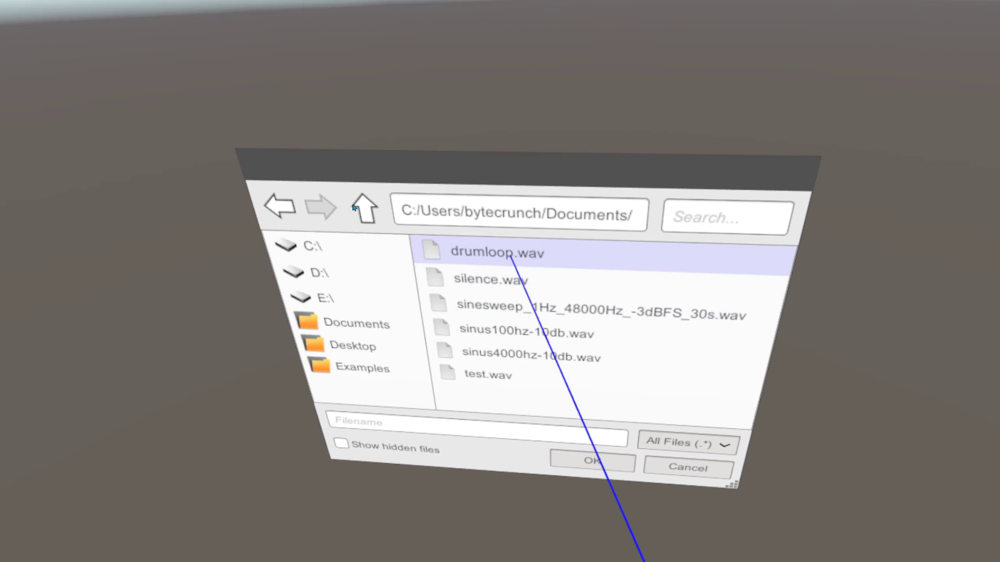 C:/Users/bytecrunch/Documents/
Search...
C:\
D:\
E:\
Documents
Desktop
Examples
drumloop.wav
silence.wav
sinesweep_1Hz_48000Hz_-3dBFS_30s.wav
sinus100hz-10db.wav
sinus4000hz-10db.wav
test.wav
Filename
All Files (.*)
Show hidden files
OK
Cancel